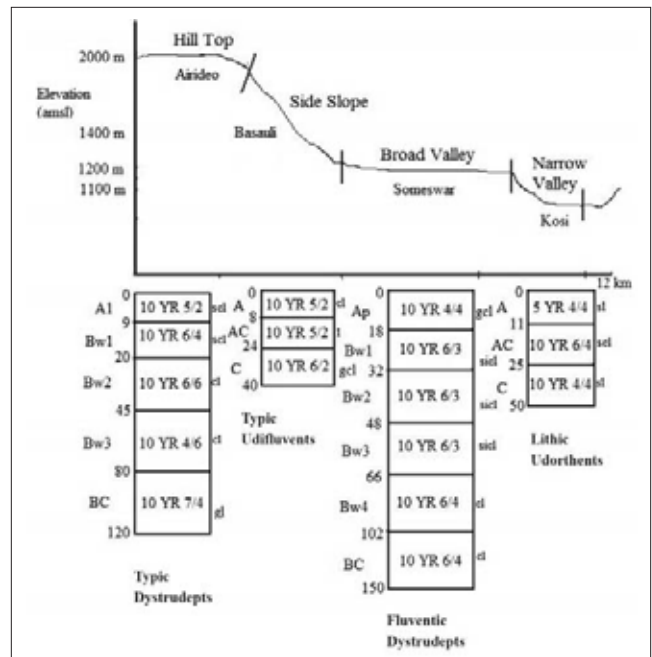 Hill Top
2000 m
Airideo
Elevation
(amsl)
Side Slope
1400 m
Basauli
Broad Valley
Narrow
Valley
1200 m
1100 m
Someswar
Kosi
12 km
0
A1 10 YR 5/2 scl
9
Bw1 10 YR 6/4 scl
20
Bw2 10 YR 6/6 cl
45
Bw3 10 YR 4/6 cl
80
BC 10 YR 7/4 gl
120
Typic
Dystrudepts
0
A 10 YR 5/2 cl
8
AC 10 YR 5/2 l
24
C 10 YR 6/2 gcl
40
Typic
Udifluvents
0
Ap 10 YR 4/4 gcl
18
Bw1 10 YR 6/3 sicl
32
Bw2 10 YR 6/3 sicl
48
Bw3 10 YR 6/3 sicl
66
Bw4 10 YR 6/4 cl
102
BC 10 YR 6/4 cl
150
Fluventic
Dystrudepts
0
A 5 YR 4/4 sl
11
AC 10 YR 6/4 scl
25
C 10 YR 4/4 sl
50
Lithic
Udorthents